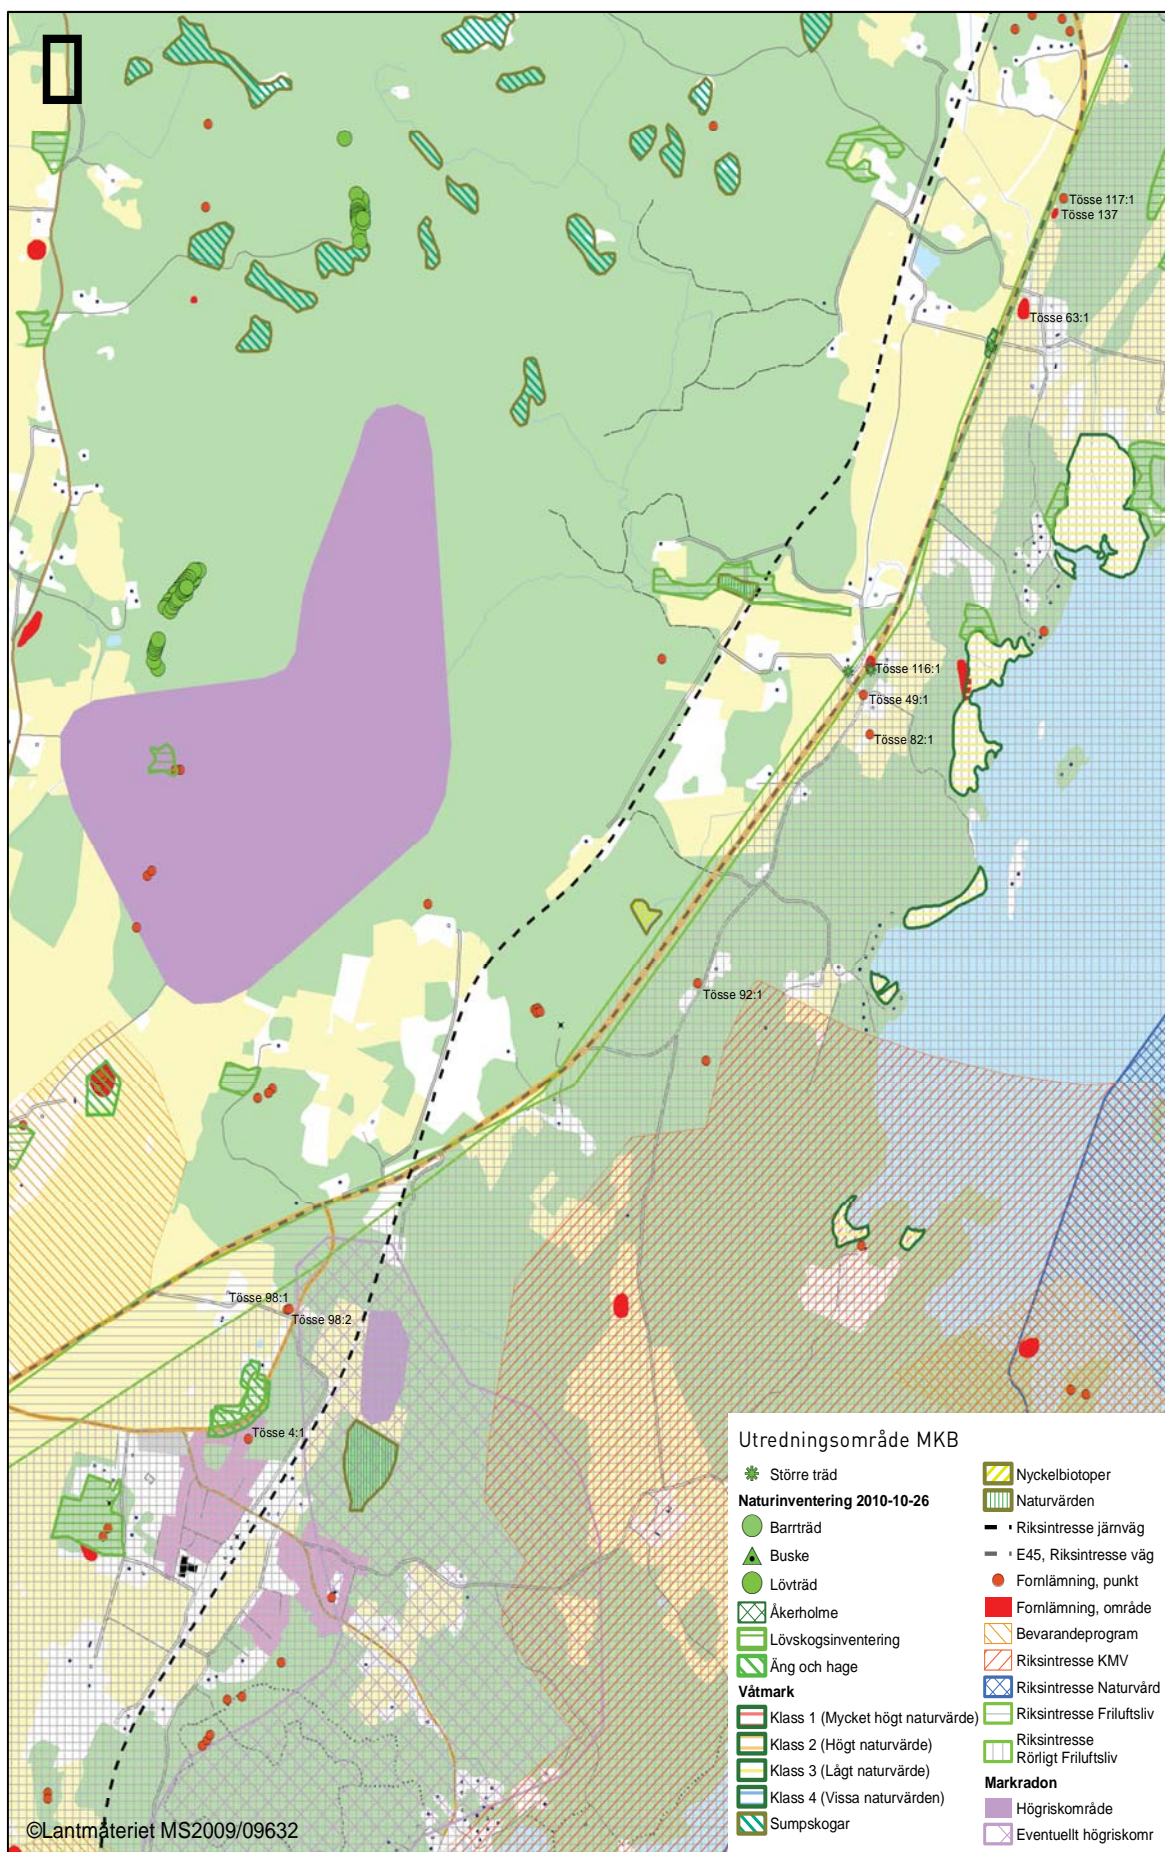 Tösse 117:1
Tösse 137
Tösse 63:1
Tösse 116:1
Tösse 49:1
Tösse 82:1
Tösse 92:1
Tösse 98:1
Tösse 98:2
Tösse 4:1
Utredningsområde MKB
Större träd
Naturinventering 2010-10-26
Barrträd
Buske
Lövträd
Åkerholme
Lövskogsinventering
Äng och hage
Våtmark
Klass 1 (Mycket högt naturvärde)
Klass 2 (Högt naturvärde)
Klass 3 (Lågt naturvärde)
Klass 4 (Vissa naturvärden)
Sumpskogar
Nyckelbiotoper
Naturvärden
Riksintresse järnväg
E45, Riksintresse väg
Fornlämning, punkt
Fornlämning, område
Bevarandeprogram
Riksintresse KMV
Riksintresse Naturvård
Riksintresse Friluftsliv
Riksintresse
Rörligt Friluftsliv
Markradon
Högriskområde
Eventuellt högriskomr
©Lantmäteriet MS2009/09632